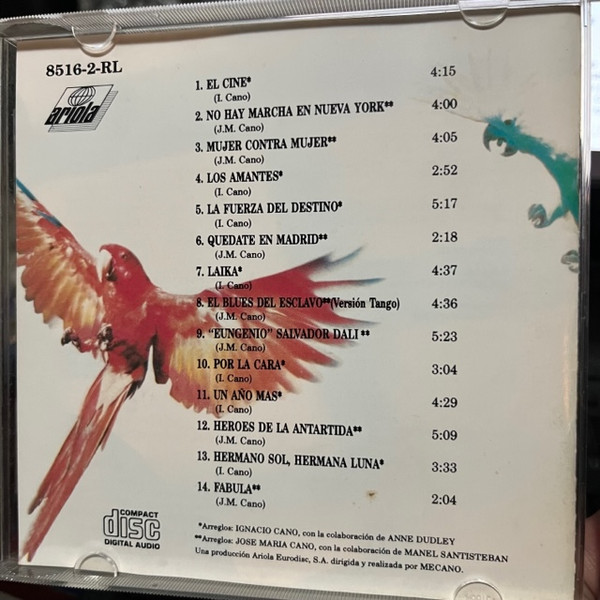 8516-2-RL
ariola
1. EL CINE* 4:15
(I. Cano)
2. NO HAY MARCHA EN NUEVA YORK** 4:00
(J.M. Cano)
3. MUJER CONTRA MUJER** 4:05
(J.M. Cano)
4. LOS AMANTES* 2:52
(I. Cano)
5. LA FUERZA DEL DESTINO* 5:17
(I. Cano)
6. QUEDATE EN MADRID** 2:18
(J.M. Cano)
7. LAIKA* 4:37
(I. Cano)
8. EL BLUES DEL ESCLAVO**(Versión Tango) 4:36
(J.M. Cano)
9. "EUNGENIO" SALVADOR DALI ** 5:23
(J.M. Cano)
10. POR LA CARA* 3:04
(I. Cano)
11. UN AÑO MAS* 4:29
(I. Cano)
12. HEROES DE LA ANTARTIDA** 5:09
(J.M. Cano)
13. HERMANO SOL, HERMANA LUNA* 3:33
(I. Cano)
14. FABULA** 2:04
(J.M. Cano)
COMPACT
disc
DIGITAL AUDIO
*Arreglos: IGNACIO CANO, con la colaboración de ANNE DUDLEY
**Arreglos: JOSE MARIA CANO, con la colaboración de MANEL SANTISTEBAN
Una producción Ariola Eurodisc, S.A. dirigida y realizada por MECANO.